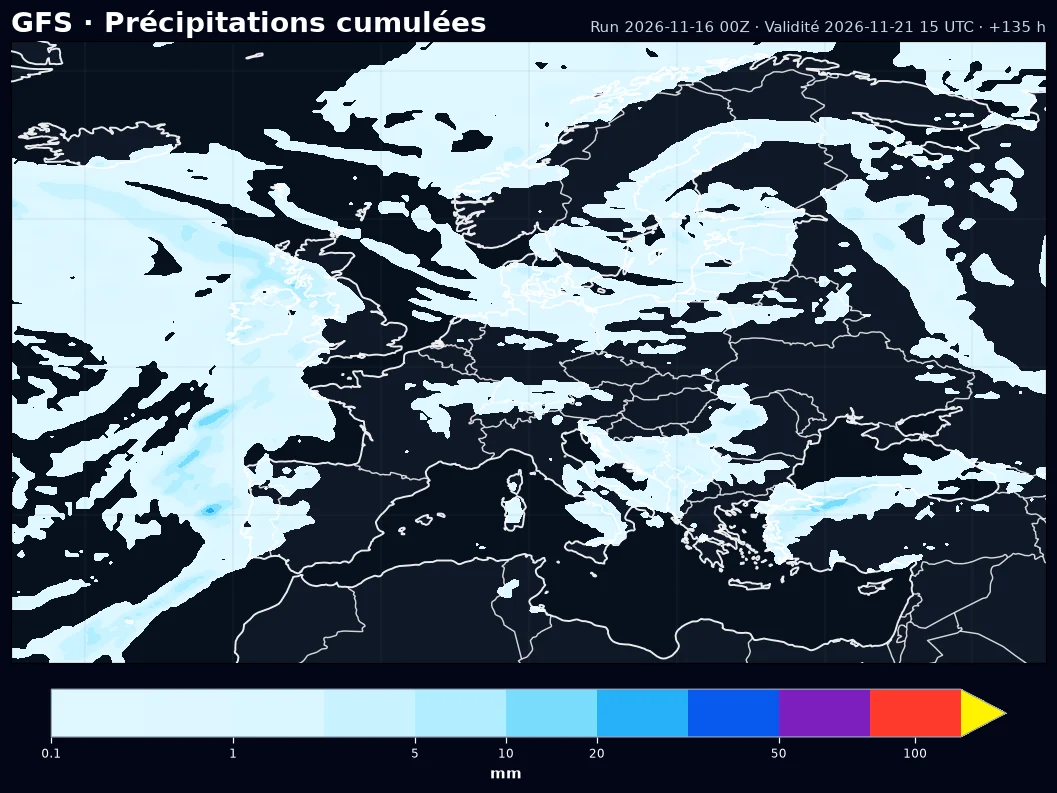 GFS · Précipitations cumulées
Run 2026-11-16 00Z · Validité 2026-11-21 15 UTC · +135 h
0.1 1 5 10 20 50 100
mm